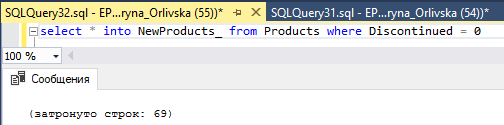 SQLQuery32.sql - EP...ryna_Orlivska (55))* SQLQuery31.sql - EP...ryna_Orlivska (54))*
select * into NewProducts_ from Products where Discontinued = 0
100 %
Сообщения
(затронуто строк: 69)